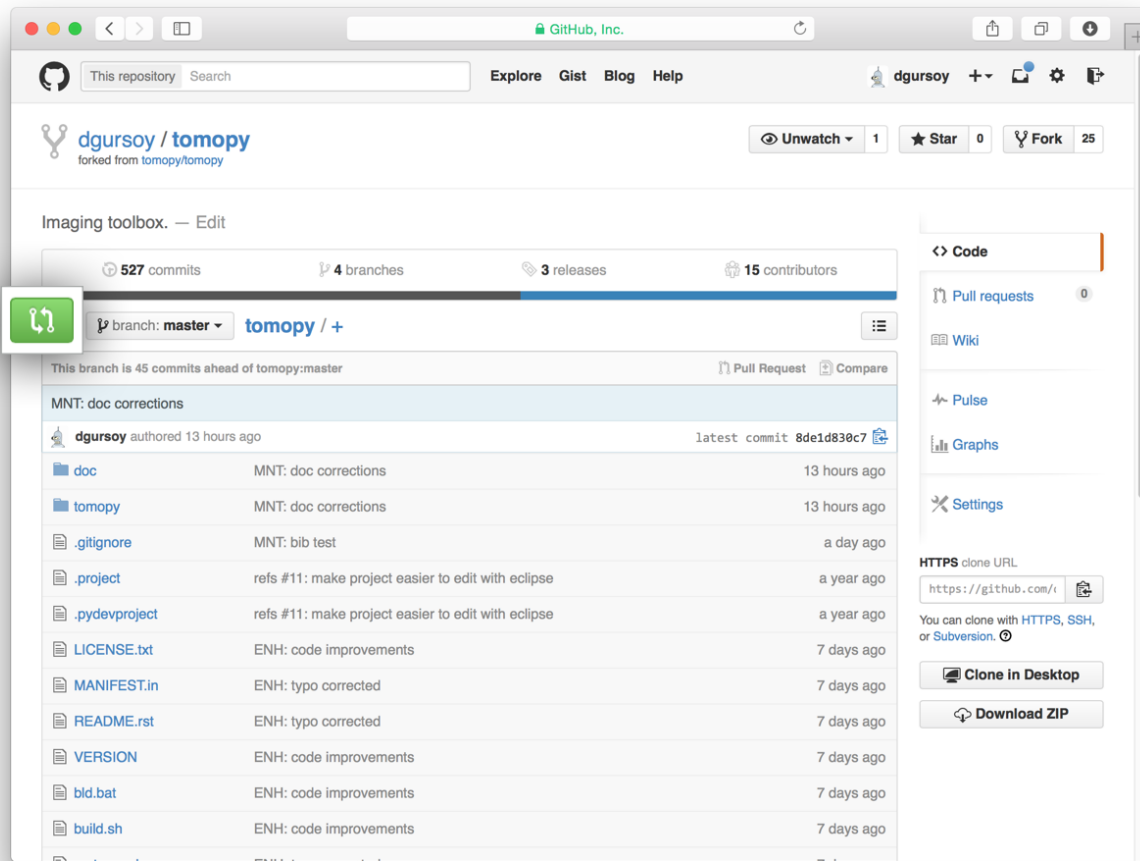 GitHub, Inc.
This repository Search Explore Gist Blog Help dgursoy
dgursoy / tomopy Unwatch 1 Star 0 Fork 25
forked from tomopy/tomopy
Imaging toolbox. — Edit
527 commits 4 branches 3 releases 15 contributors
branch: master tomopy / +
This branch is 45 commits ahead of tomopy:master Pull Request Compare
MNT: doc corrections
dgursoy authored 13 hours ago latest commit 8de1d830c7
doc MNT: doc corrections 13 hours ago
tomopy MNT: doc corrections 13 hours ago
.gitignore MNT: bib test a day ago
.project refs #11: make project easier to edit with eclipse a year ago
.pydevproject refs #11: make project easier to edit with eclipse a year ago
LICENSE.txt ENH: code improvements 7 days ago
MANIFEST.in ENH: typo corrected 7 days ago
README.rst ENH: typo corrected 7 days ago
VERSION ENH: code improvements 7 days ago
bld.bat ENH: code improvements 7 days ago
build.sh ENH: code improvements 7 days ago
Code
Pull requests 0
Wiki
Pulse
Graphs
Settings
HTTPS clone URL
https://github.com/
You can clone with HTTPS, SSH,
or Subversion.
Clone in Desktop
Download ZIP